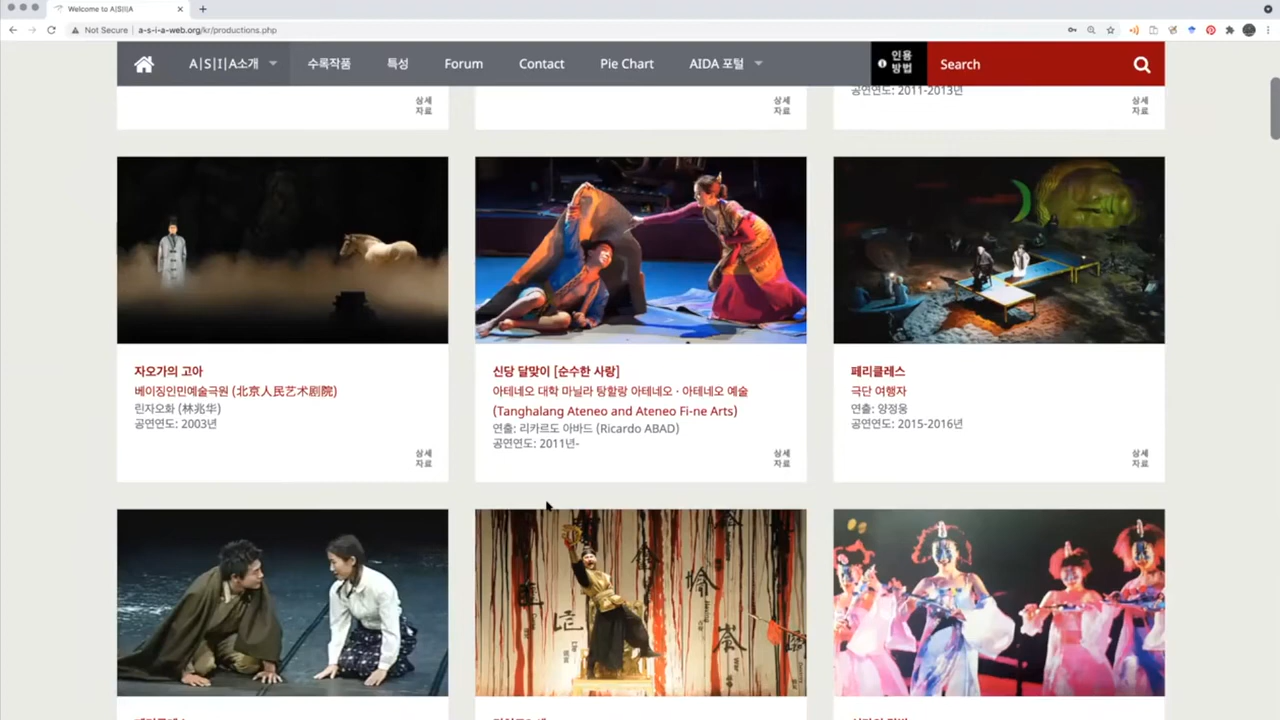 Welcome to A|S|I|A
Not Secure
a-s-i-a-web.org/kr/productions.php
A|S|I|A소개
수록작품
특성
Forum
Contact
Pie Chart
AIDA 포털
인용
방법
Search
공연연도: 2011-2013년
상세
자료
상세
자료
상세
자료
자오가의 고아
베이징인민예술극원 (北京人民艺术剧院)
린자오화 (林兆华)
공연연도: 2003년
상세
자료
신당 달맞이 [순수한 사랑]
아테네오 대학 마닐라 탕할랑 아테네오 · 아테네오 예술
(Tanghalang Ateneo and Ateneo Fi-ne Arts)
연출: 리카르도 아바드 (Ricardo ABAD)
공연연도: 2011년-
상세
자료
페리클레스
극단 여행자
연출: 양정웅
공연연도: 2015-2016년
상세
자료